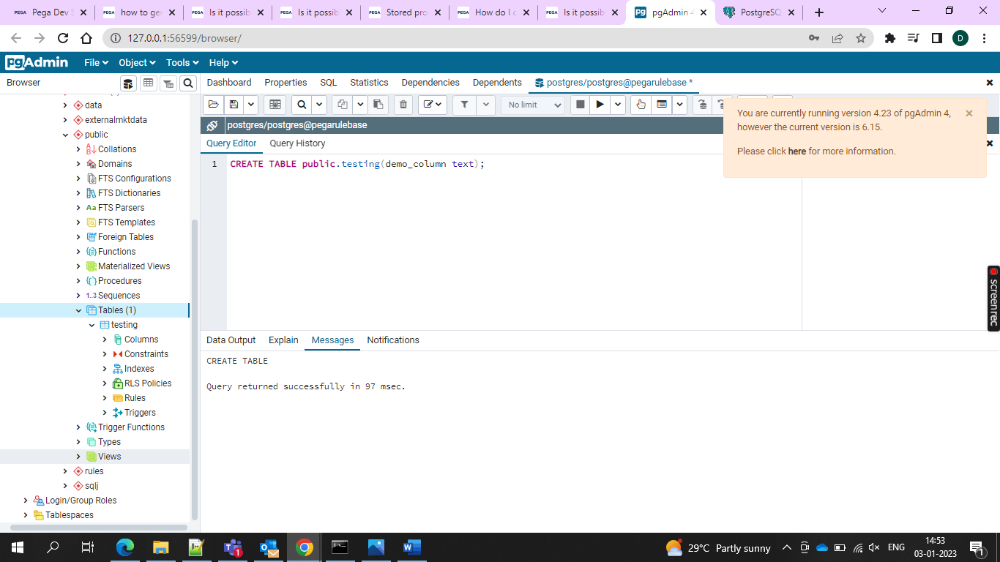 PEGA Pega Dev S
PEGA how to ger
PEGA Is it possib
PEGA Is it possib
PEGA Stored pro
PEGA How do I c
PEGA Is it possib
pg pgAdmin 4
PostgreSQ
127.0.0.1:56599/browser/
D
pgAdmin File Object Tools Help
Browser
Dashboard Properties SQL Statistics Dependencies Dependents postgres/postgres@pegarulebase *
No limit
You are currently running version 4.23 of pgAdmin 4,
however the current version is 6.15.
Please click here for more information.
postgres/postgres@pegarulebase
Query Editor Query History
1 CREATE TABLE public.testing(demo_column text);
data
externalmktdata
public
Collations
Domains
FTS Configurations
FTS Dictionaries
Aa FTS Parsers
FTS Templates
Foreign Tables
Functions
Materialized Views
Procedures
1..3 Sequences
Tables (1)
testing
Columns
Constraints
Indexes
RLS Policies
Rules
Triggers
Trigger Functions
Types
Views
rules
sqlj
Login/Group Roles
Tablespaces
Data Output Explain Messages Notifications
CREATE TABLE
Query returned successfully in 97 msec.
screenrec
1
29°C Partly sunny
ENG
14:53
03-01-2023
1